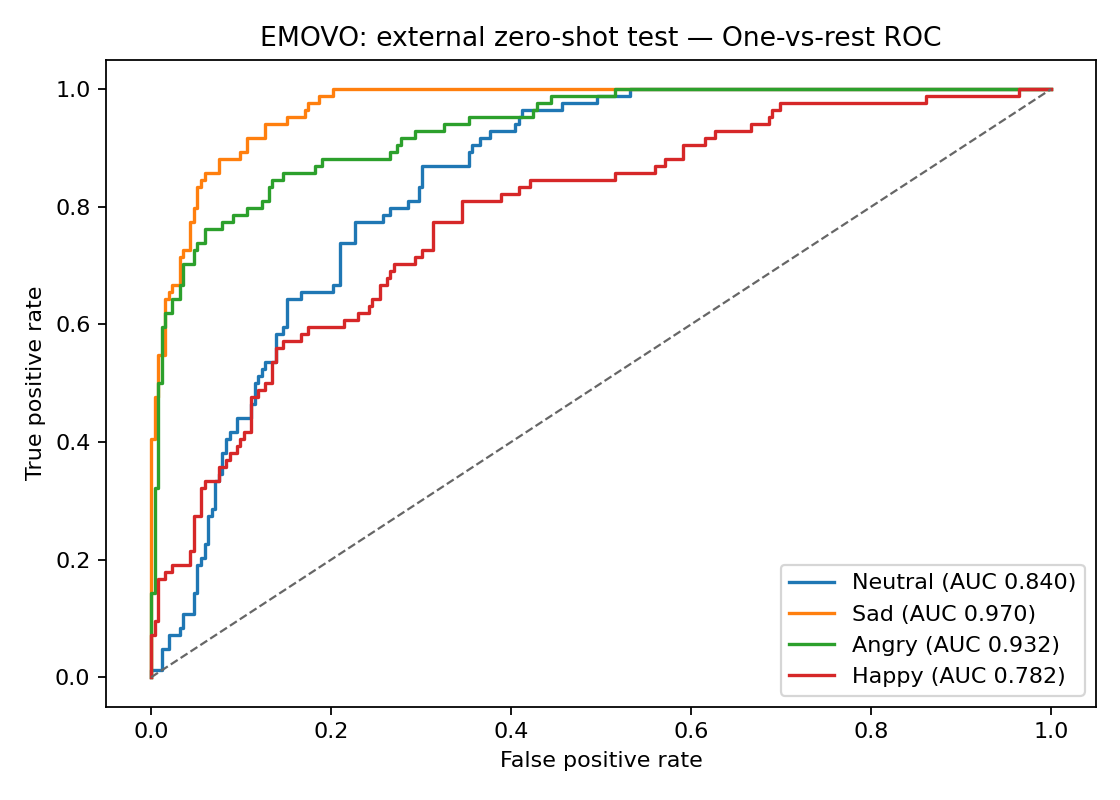 EMOVO: external zero-shot test — One-vs-rest ROC
True positive rate
1.0
0.8
0.6
0.4
0.2
0.0
Neutral (AUC 0.840)
Sad (AUC 0.970)
Angry (AUC 0.932)
Happy (AUC 0.782)
0.0 0.2 0.4 0.6 0.8 1.0
False positive rate